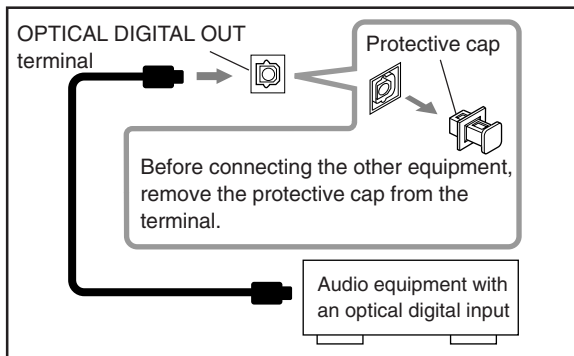 OPTICAL DIGITAL OUT
terminal
Protective cap
Before connecting the other equipment,
remove the protective cap from the
terminal.
Audio equipment with
an optical digital input